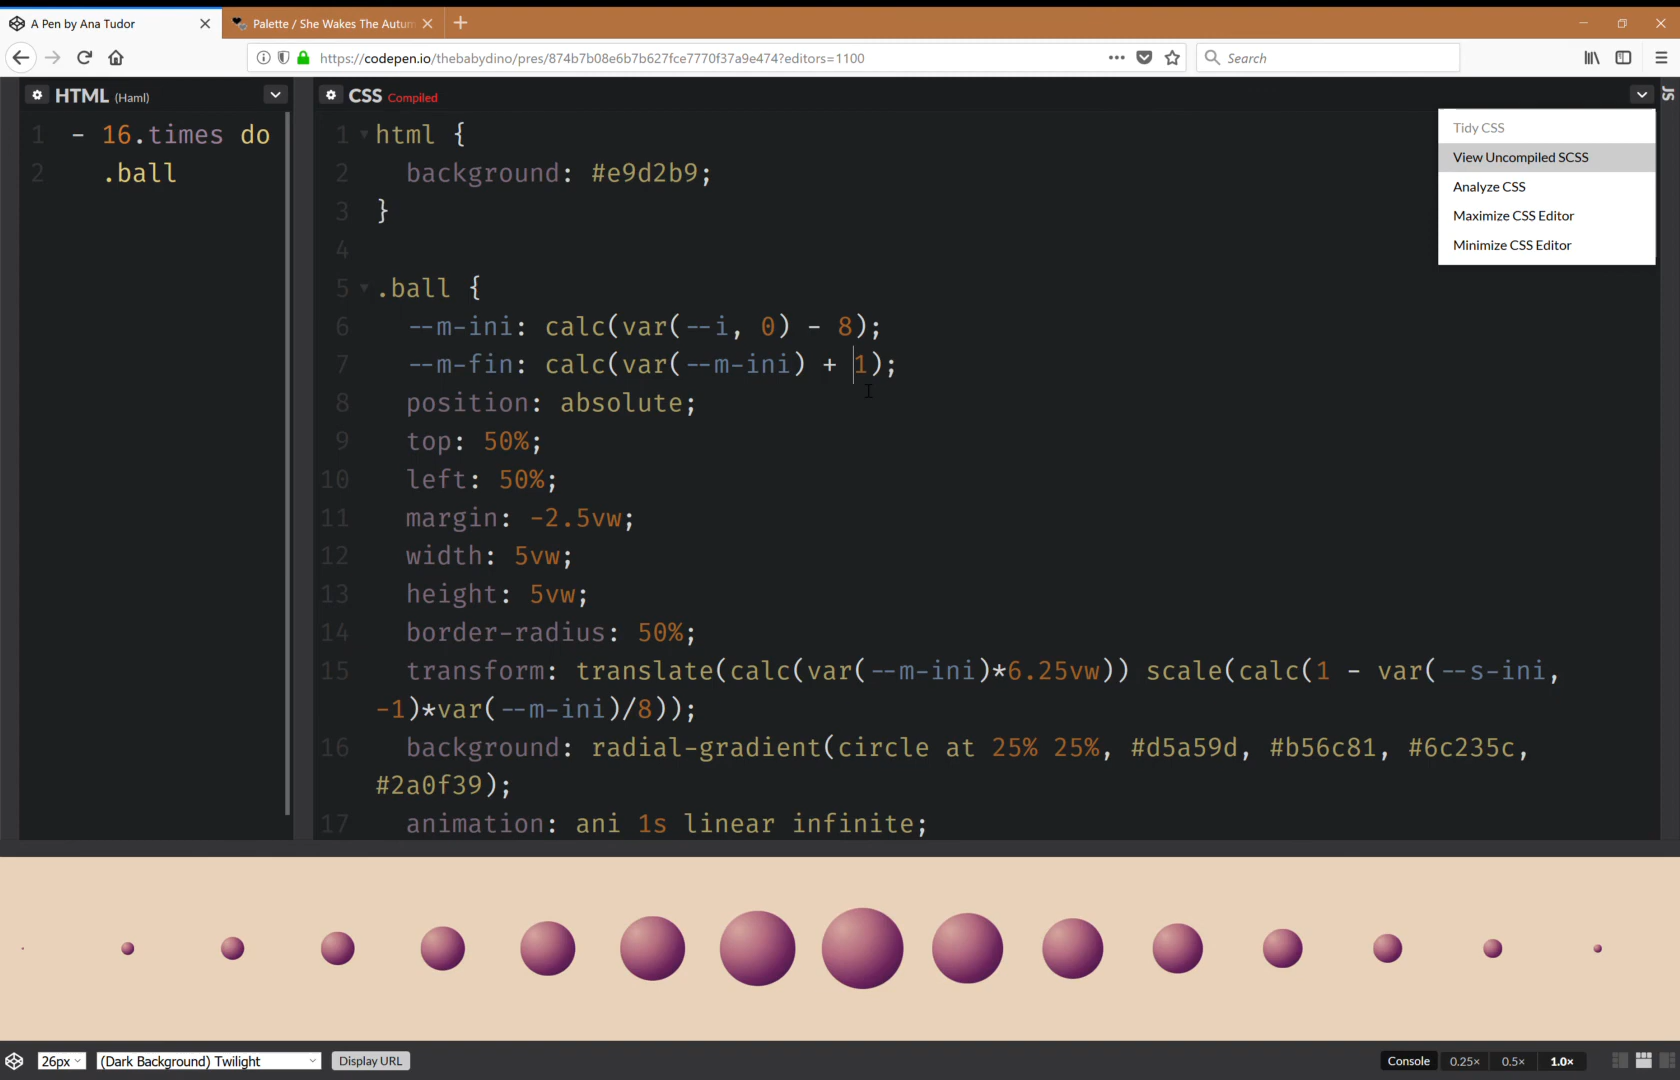 A Pen by Ana Tudor
Palette / She Wakes The Autum
https://codepen.io/thebabydino/pres/874b7b08e6b7b627fce7770f37a9e474?editors=1100
Search
HTML (Haml)
CSS Compiled
JS
1 - 16.times do
2 .ball
Tidy CSS
View Uncompiled SCSS
Analyze CSS
Maximize CSS Editor
Minimize CSS Editor
1 html {
2 background: #e9d2b9;
3 }
4
5 .ball {
6 --m-ini: calc(var(--i, 0) - 8);
7 --m-fin: calc(var(--m-ini) + 1);
8 position: absolute;
9 top: 50%;
10 left: 50%;
11 margin: -2.5vw;
12 width: 5vw;
13 height: 5vw;
14 border-radius: 50%;
15 transform: translate(calc(var(--m-ini)*6.25vw)) scale(calc(1 - var(--s-ini,
-1)*var(--m-ini)/8));
16 background: radial-gradient(circle at 25% 25%, #d5a59d, #b56c81, #6c235c,
#2a0f39);
17 animation: ani 1s linear infinite;
26px
(Dark Background) Twilight
Display URL
Console
0.25×
0.5×
1.0×